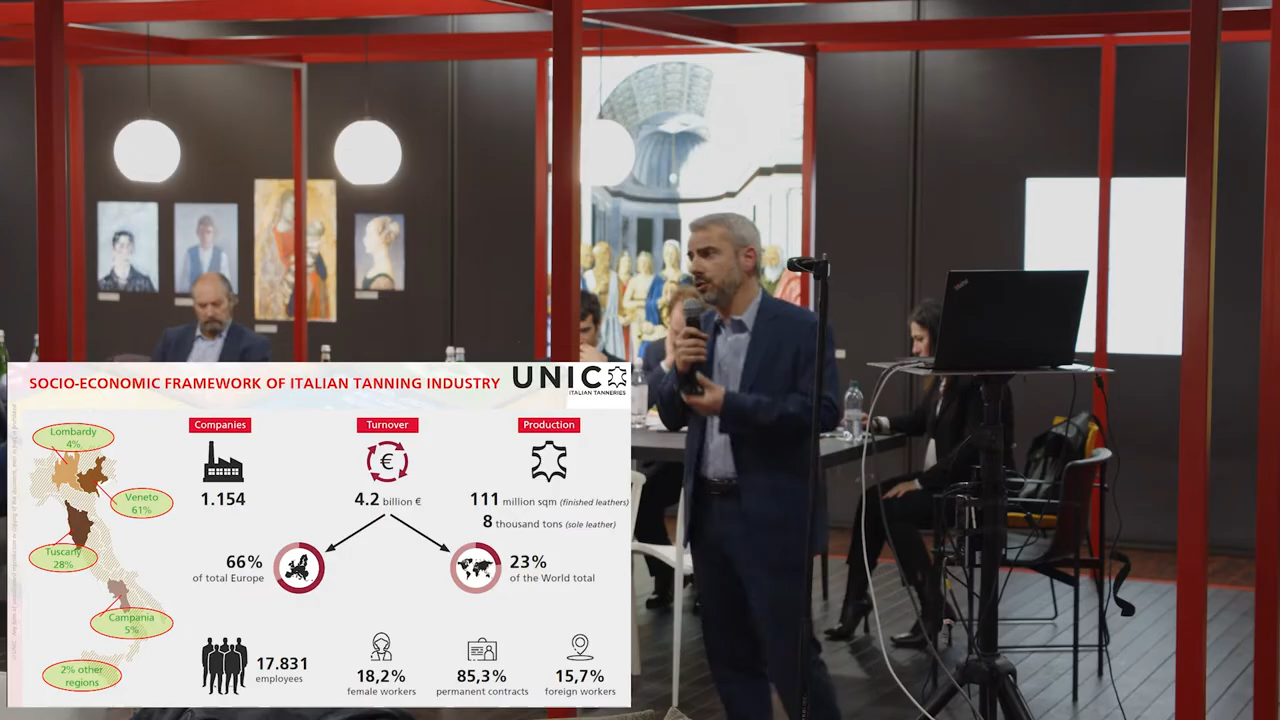 SOCIO-ECONOMIC FRAMEWORK OF ITALIAN TANNING INDUSTRY
UNIC
ITALIAN TANNERIES
Companies
Turnover
Production
Lombardy
4%
Veneto
61%
Tuscany
28%
Campania
5%
2% other
regions
1.154
€
4.2 billion €
111 million sqm (finished leathers)
8 thousand tons (sole leather)
66%
of total Europe
23%
of the World total
17.831
employees
18,2%
female workers
85,3%
permanent contracts
15,7%
foreign workers